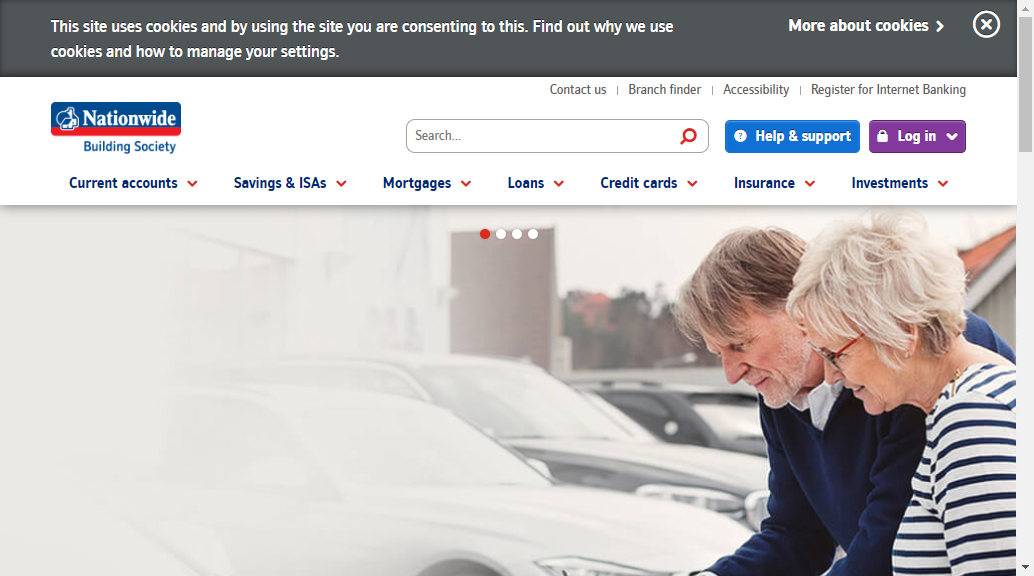 This site uses cookies and by using the site you are consenting to this. Find out why we use
cookies and how to manage your settings.
More about cookies
Contact us
Branch finder
Accessibility
Register for Internet Banking
Nationwide
Building Society
Search...
Help & support
Log in
Current accounts
Savings & ISAs
Mortgages
Loans
Credit cards
Insurance
Investments